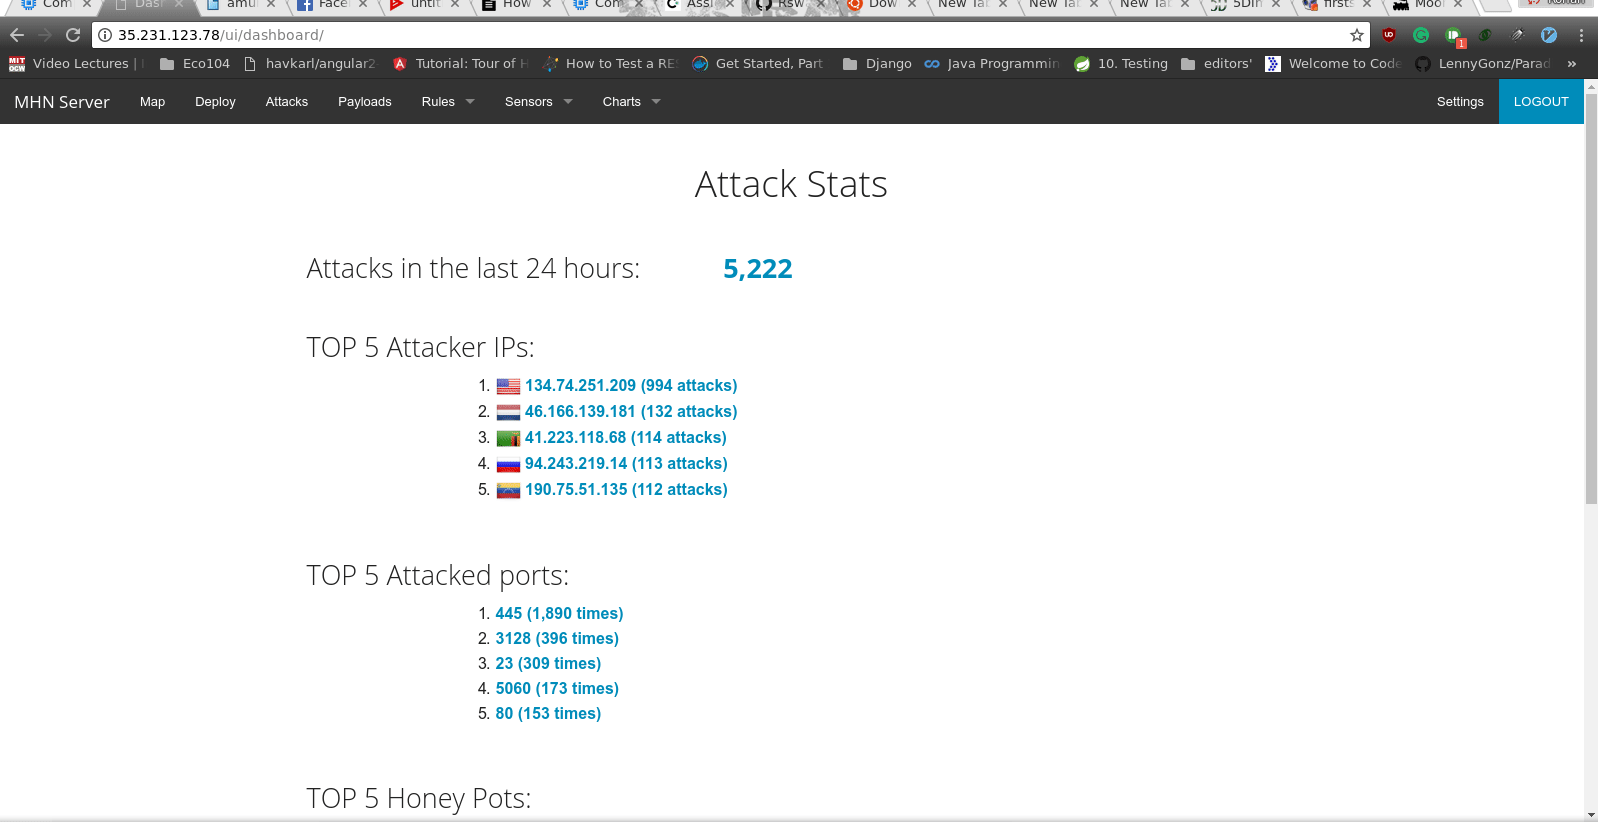 Com Dash amul Face untit How Com Assi Rsw Dow New Tab New Tab New Tab 5DIn firsts Moo
35.231.123.78/ui/dashboard/
1
MIT OCW Video Lectures | Eco104 havkarl/angular2- Tutorial: Tour of H How to Test a RES Get Started, Part Django Java Programmin 10. Testing editors' Welcome to Code LennyGonz/Parad »
MHN Server Map Deploy Attacks Payloads Rules Sensors Charts Settings LOGOUT
Attack Stats
Attacks in the last 24 hours: 5,222
TOP 5 Attacker IPs:
1. 134.74.251.209 (994 attacks)
2. 46.166.139.181 (132 attacks)
3. 41.223.118.68 (114 attacks)
4. 94.243.219.14 (113 attacks)
5. 190.75.51.135 (112 attacks)
TOP 5 Attacked ports:
1. 445 (1,890 times)
2. 3128 (396 times)
3. 23 (309 times)
4. 5060 (173 times)
5. 80 (153 times)
TOP 5 Honey Pots: